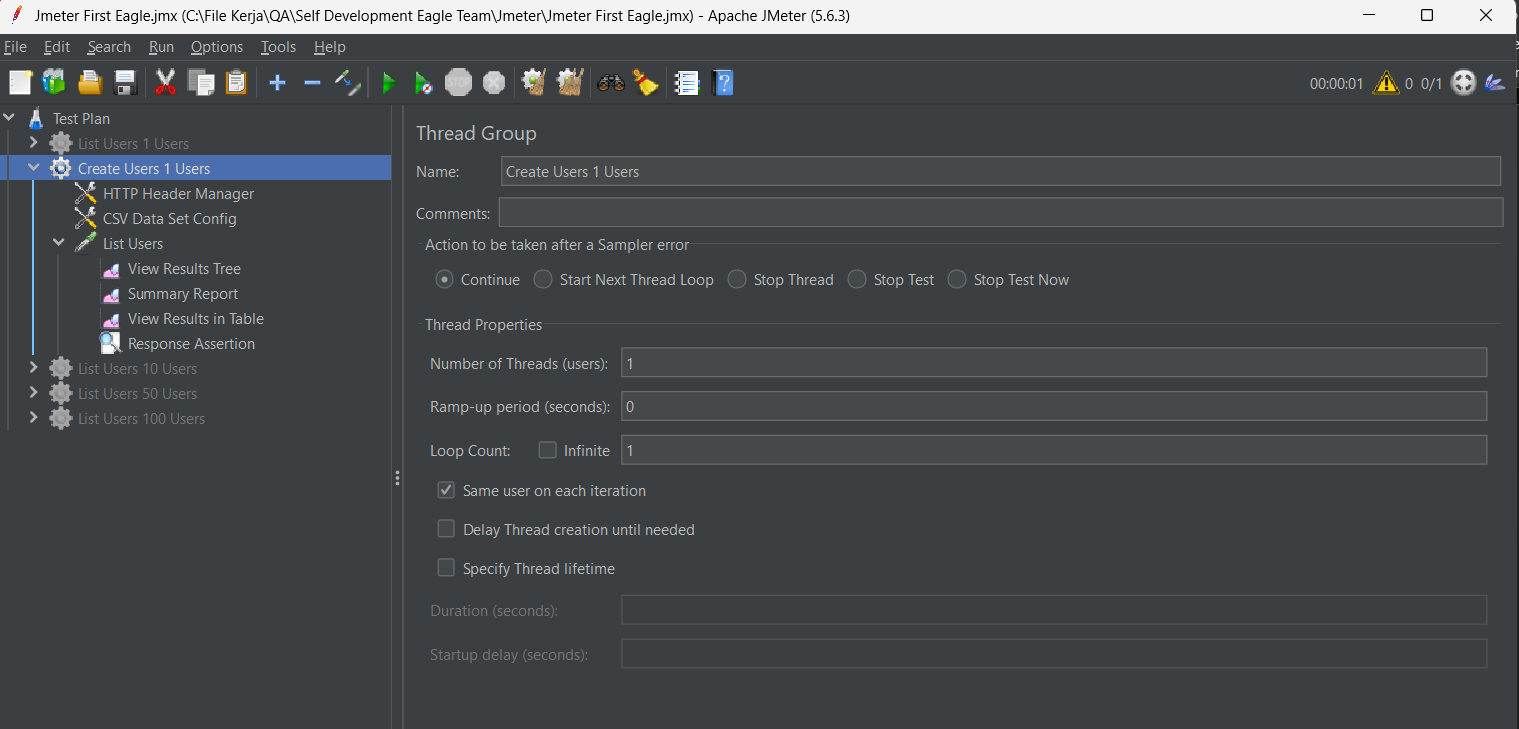 Jmeter First Eagle.jmx (C:\File Kerja\QA\Self Development Eagle Team\Jmeter\Jmeter First Eagle.jmx) - Apache JMeter (5.6.3)
File Edit Search Run Options Tools Help
STOP
00:00:01 0 0/1
Test Plan
List Users 1 Users
Create Users 1 Users
HTTP Header Manager
CSV Data Set Config
List Users
View Results Tree
Summary Report
View Results in Table
Response Assertion
List Users 10 Users
List Users 50 Users
List Users 100 Users
Thread Group
Name: Create Users 1 Users
Comments:
Action to be taken after a Sampler error
Continue Start Next Thread Loop Stop Thread Stop Test Stop Test Now
Thread Properties
Number of Threads (users): 1
Ramp-up period (seconds): 0
Loop Count: Infinite 1
Same user on each iteration
Delay Thread creation until needed
Specify Thread lifetime
Duration (seconds):
Startup delay (seconds):